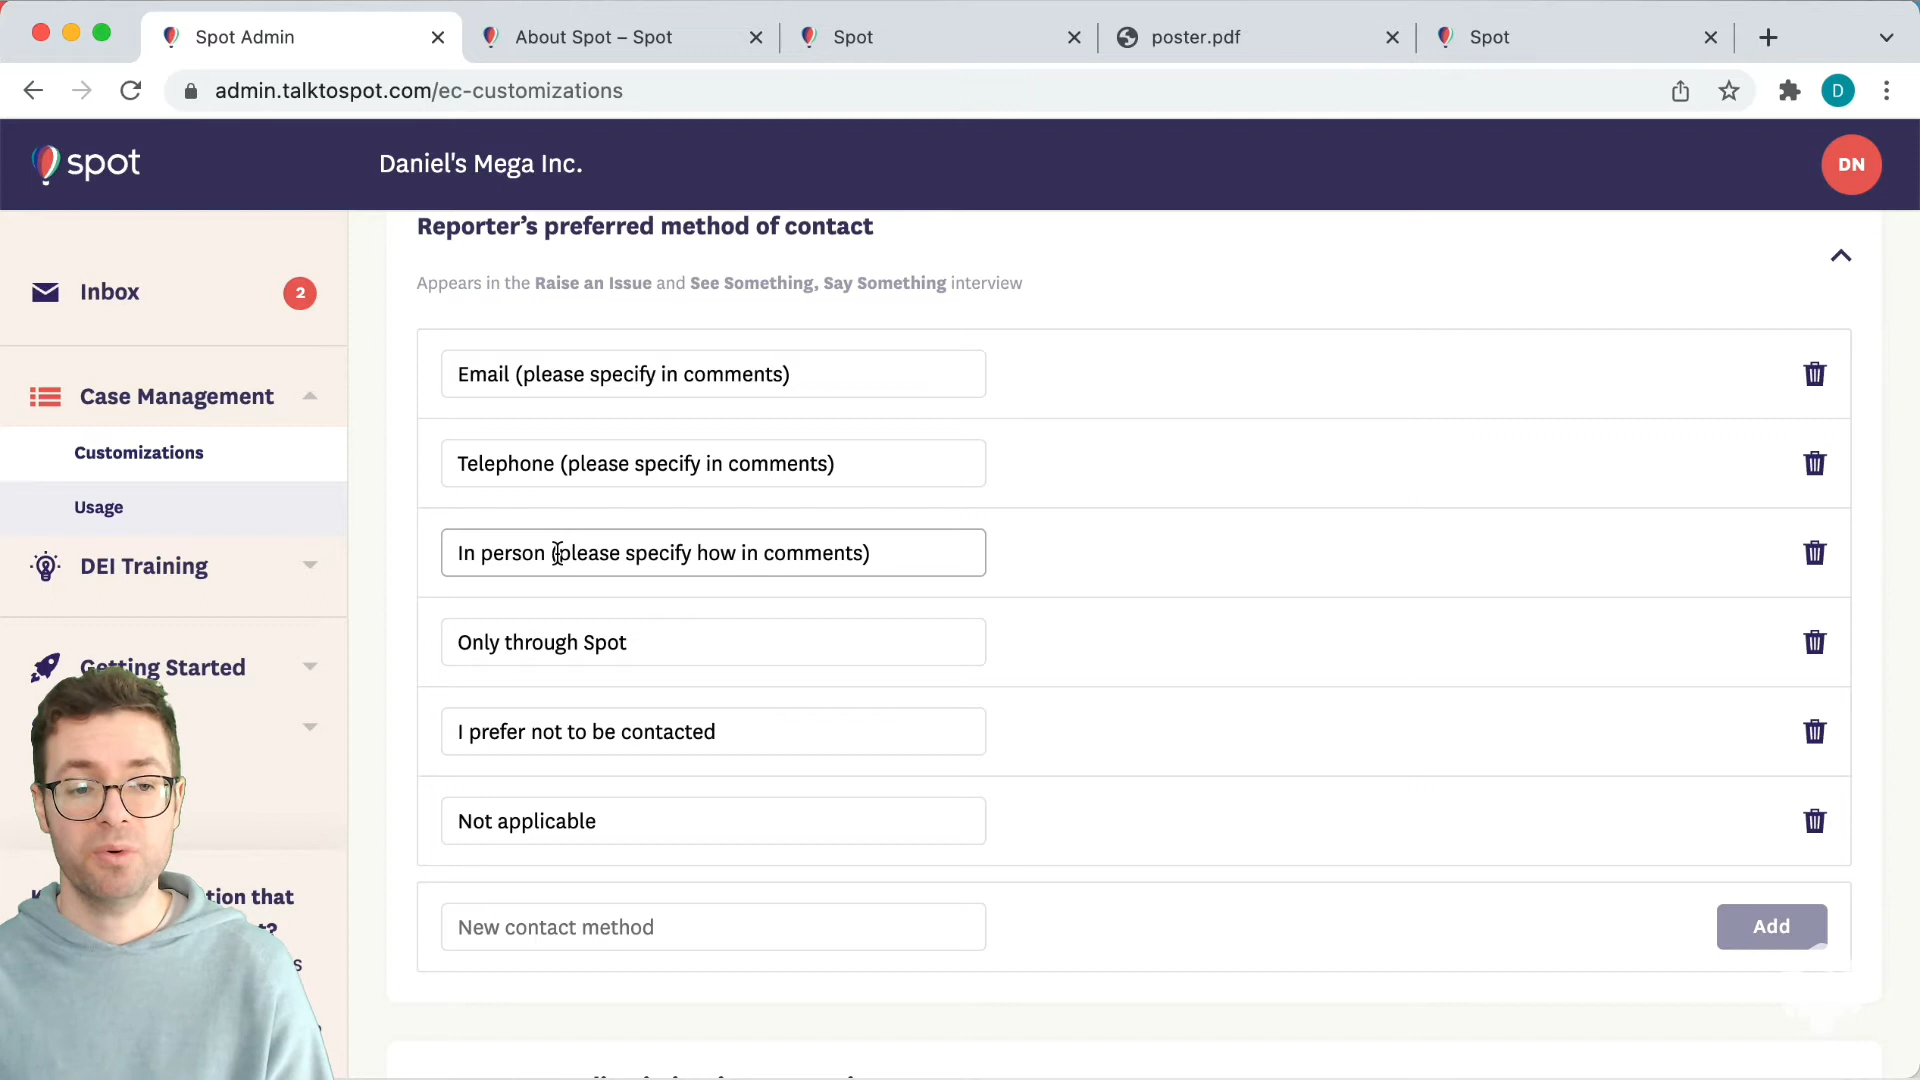 Spot Admin
About Spot – Spot
Spot
poster.pdf
Spot
admin.talktospot.com/ec-customizations
D
spot
Daniel's Mega Inc.
DN
Inbox
2
Case Management
Customizations
Usage
DEI Training
Getting Started
tion that
Reporter’s preferred method of contact
Appears in the Raise an Issue and See Something, Say Something interview
Email (please specify in comments)
Telephone (please specify in comments)
In person (please specify how in comments)
Only through Spot
I prefer not to be contacted
Not applicable
New contact method
Add